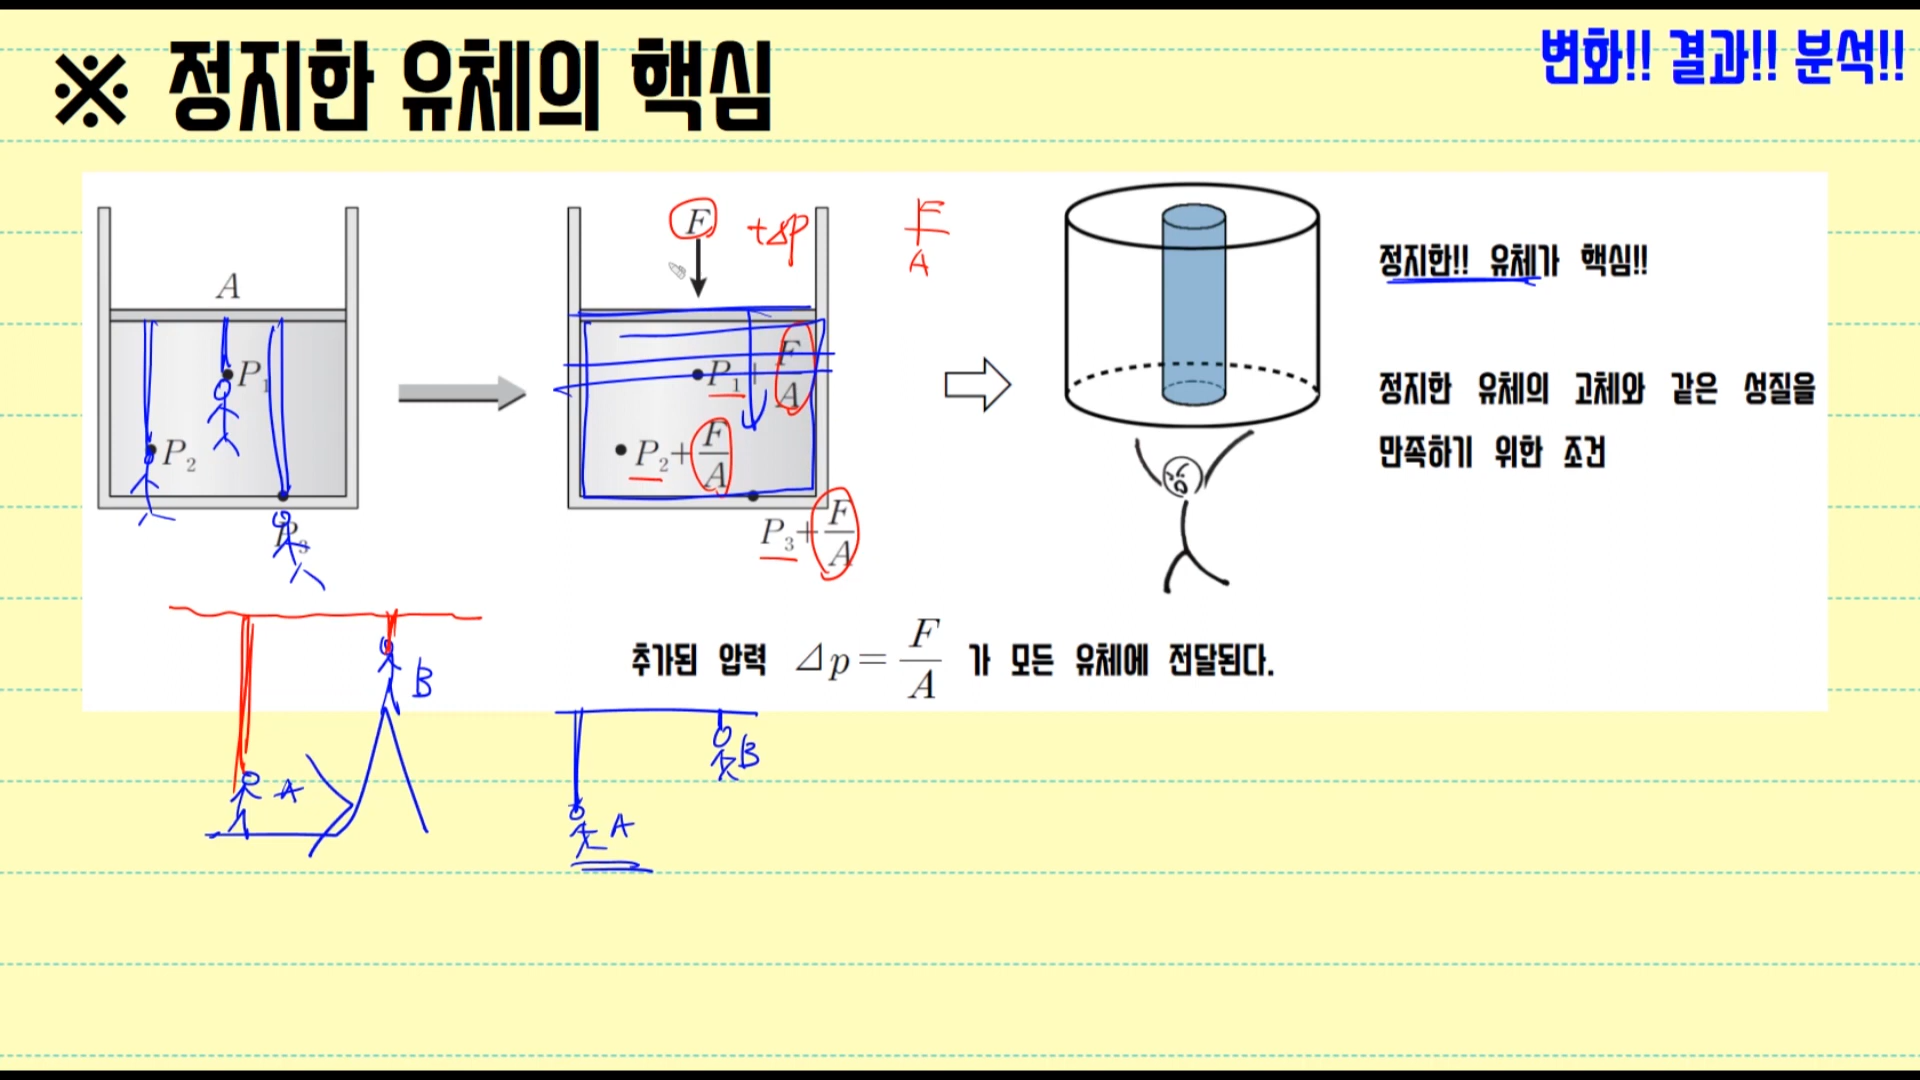 ※ 정지한 유체의 핵심
변화!! 결과!! 분석!!
A
P₁
P₂
P₃
F
+⊿P
F/A
P₁ + F/A
P₂ + F/A
P₃ + F/A
정지한!! 유체가 핵심!!
정지한 유체의 고체와 같은 성질을
만족하기 위한 조건
추가된 압력 ⊿p = F/A 가 모든 유체에 전달된다.
B
A
B
A